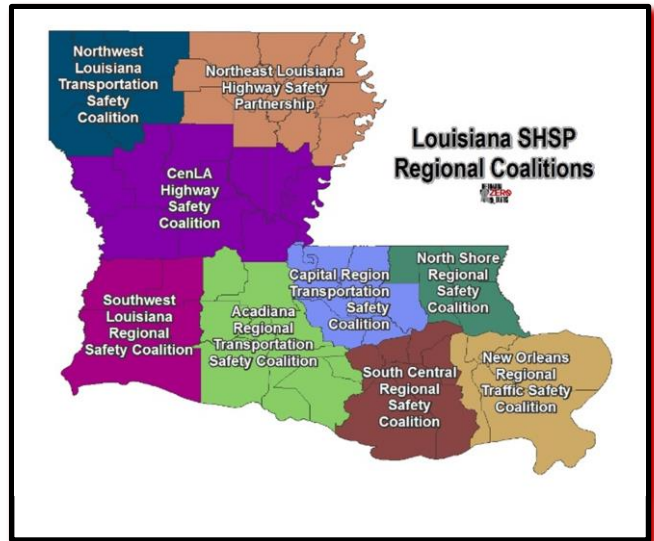 Northwest
Louisiana
Transportation
Safety
Coalition
Northeast Louisiana
Highway Safety
Partnership
Louisiana SHSP
Regional Coalitions
ZERO
CenLA
Highway
Safety
Coalition
Southwest
Louisiana
Regional
Safety Coalition
Acadiana
Regional
Transportation
Safety Coalition
Capital Region
Transportation
Safety
Coalition
North Shore
Regional
Safety
Coalition
South Central
Regional
Safety
Coalition
New Orleans
Regional
Traffic Safety
Coalition